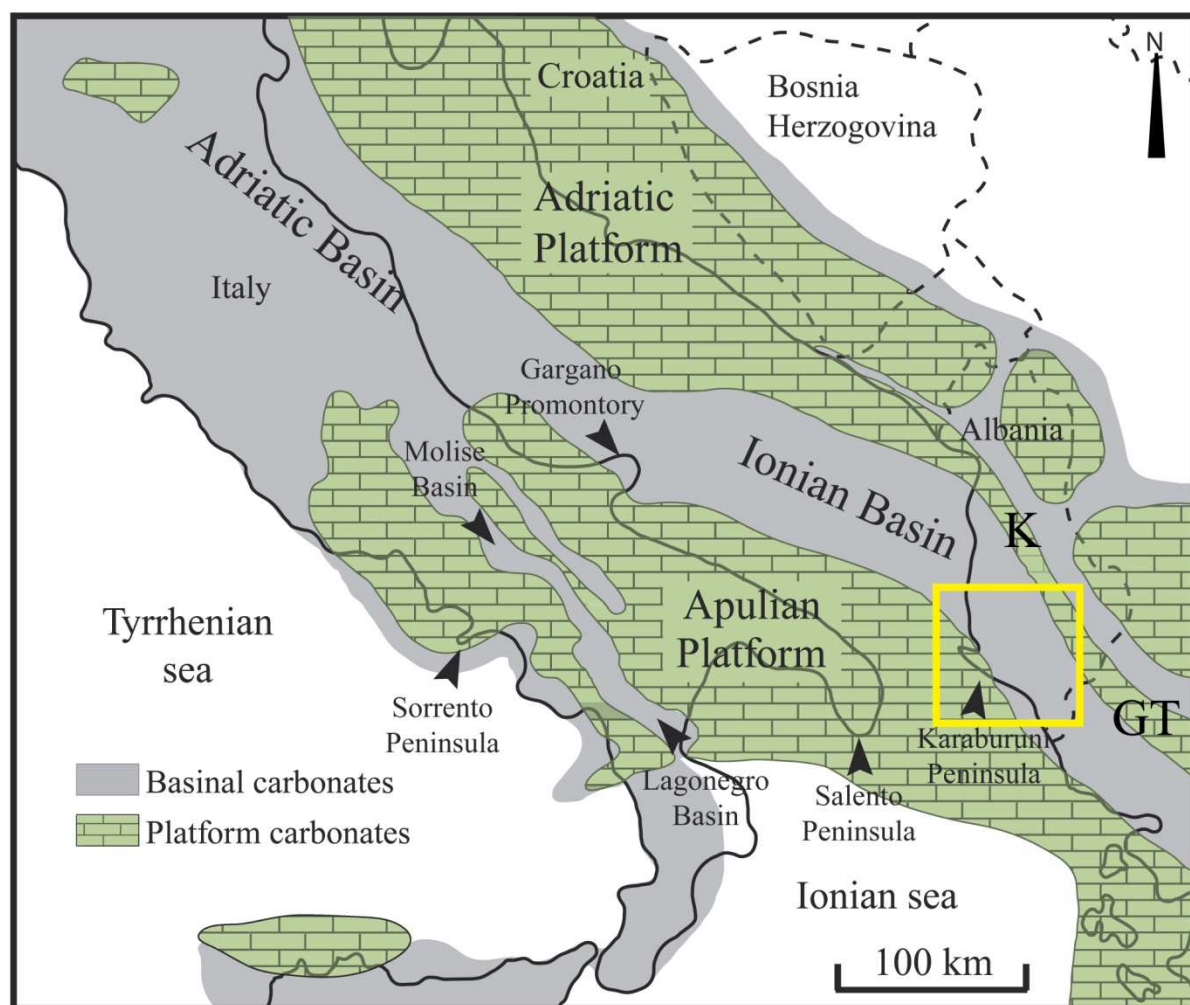 N
Croatia
Bosnia
Herzogovina
Adriatic Basin
Adriatic
Platform
Italy
Gargano
Promontory
Molise
Basin
Albania
Ionian Basin
K
Apulian
Platform
Tyrrhenian
sea
Sorrento
Peninsula
GT
Karaburuni
Peninsula
Lagonegro
Basin
Salento
Peninsula
Basinal carbonates
Platform carbonates
Ionian sea
100 km